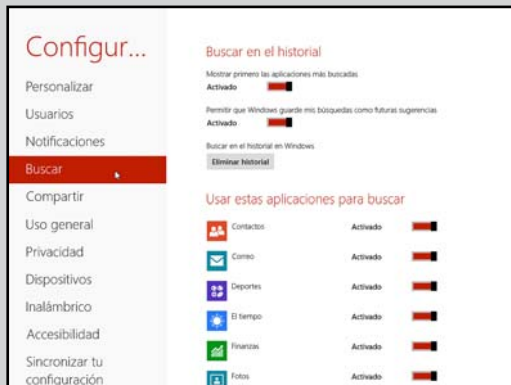 Configur...
Personalizar
Usuarios
Notificaciones
Buscar
Compartir
Uso general
Privacidad
Dispositivos
Inalámbrico
Accesibilidad
Sincronizar tu
configuración
Buscar en el historial
Mostrar primero las aplicaciones más buscadas
Activado
Permitir que Windows guarde mis búsquedas como futuras sugerencias
Activado
Buscar en el historial en Windows
Eliminar historial
Usar estas aplicaciones para buscar
Contactos Activado
Correo Activado
Deportes Activado
El tiempo Activado
Finanzas Activado
Fotos Activado